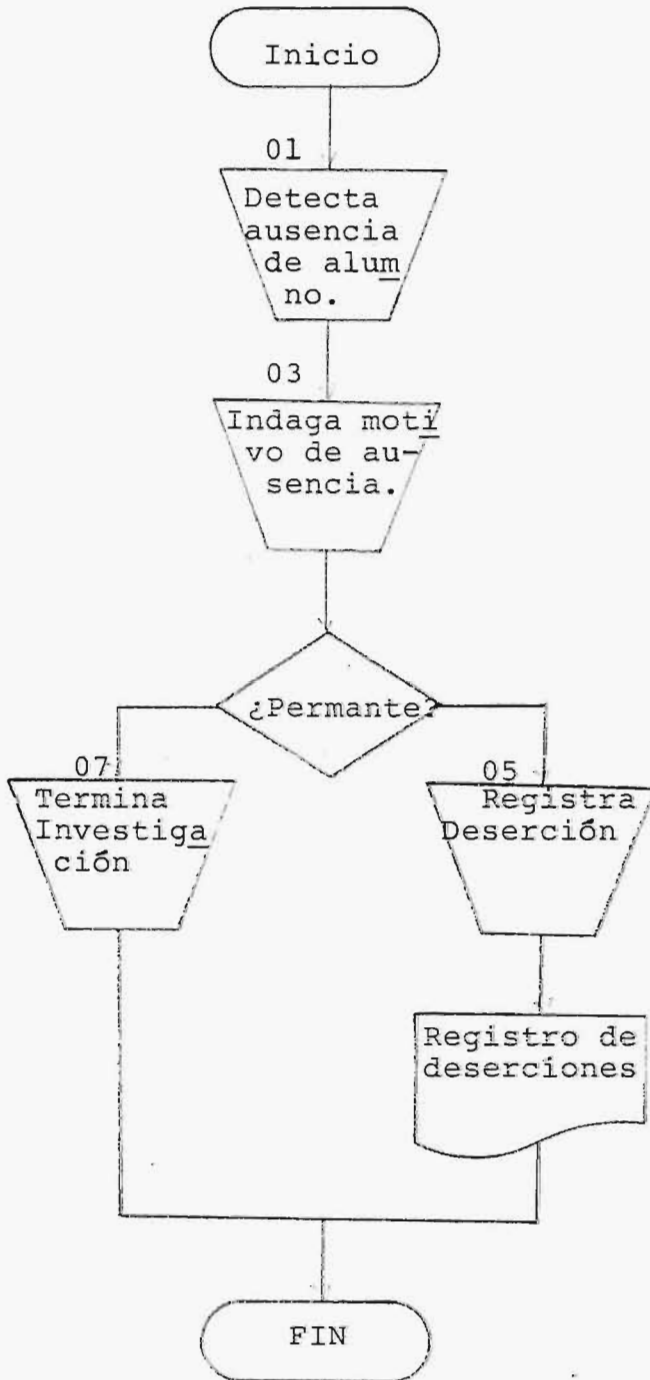 Inicio
01
Detecta
ausencia
de alum
no.
03
Indaga moti
vo de au-
sencia.
¿Permante?
07
Termina
Investiga
ción
05
Registra
Deserción
Registro de
deserciones
FIN